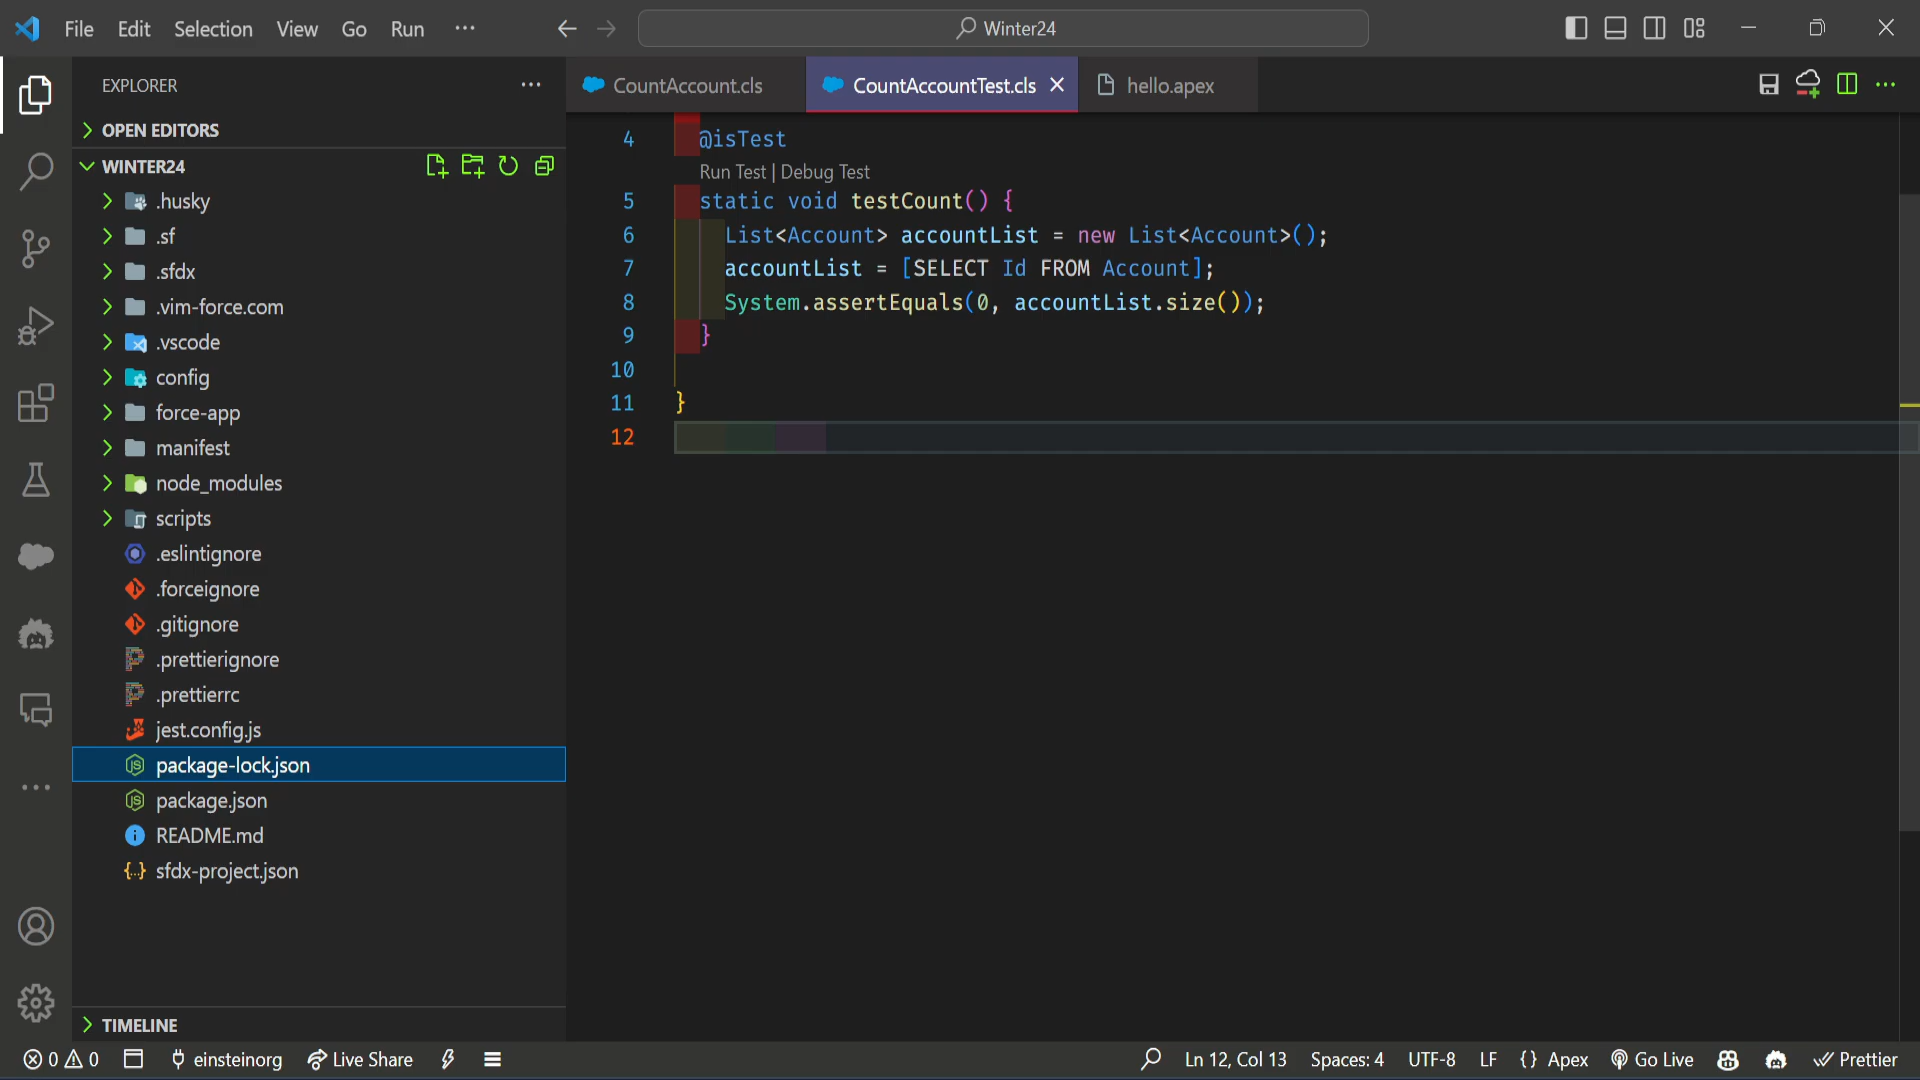 File Edit Selection View Go Run ···
Winter24
EXPLORER ···
CountAccount.cls CountAccountTest.cls hello.apex
OPEN EDITORS
WINTER24
.husky
.sf
.sfdx
.vim-force.com
.vscode
config
force-app
manifest
node_modules
scripts
.eslintignore
.forceignore
.gitignore
.prettierignore
.prettierrc
jest.config.js
package-lock.json
package.json
README.md
{..} sfdx-project.json
TIMELINE
4 @isTest
Run Test | Debug Test
5 static void testCount() {
6 List<Account> accountList = new List<Account>();
7 accountList = [SELECT Id FROM Account];
8 System.assertEquals(0, accountList.size());
9 }
10
11 }
12
0 0 einsteinorg Live Share Ln 12, Col 13 Spaces: 4 UTF-8 LF {} Apex Go Live Prettier